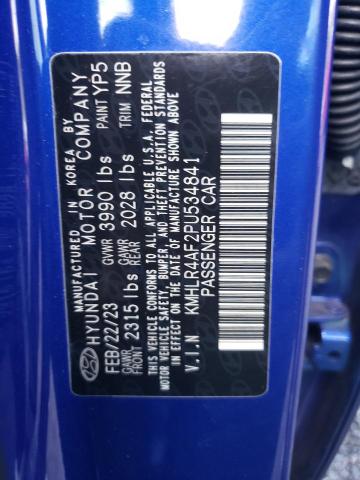 MANUFACTURED IN KOREA BY
HYUNDAI MOTOR COMPANY
FEB/22/23 GVWR 3990 lbs PAINT YP5
GAWR FRONT 2315 lbs GAWR REAR 2028 lbs TRIM NNB
THIS VEHICLE CONFORMS TO ALL APPLICABLE U.S.A. FEDERAL
MOTOR VEHICLE SAFETY, BUMPER, AND THEFT PREVENTION
STANDARDS IN EFFECT ON THE DATE OF MANUFACTURE SHOWN ABOVE
V.I.N KMHLR4AF2PU534841
PASSENGER CAR